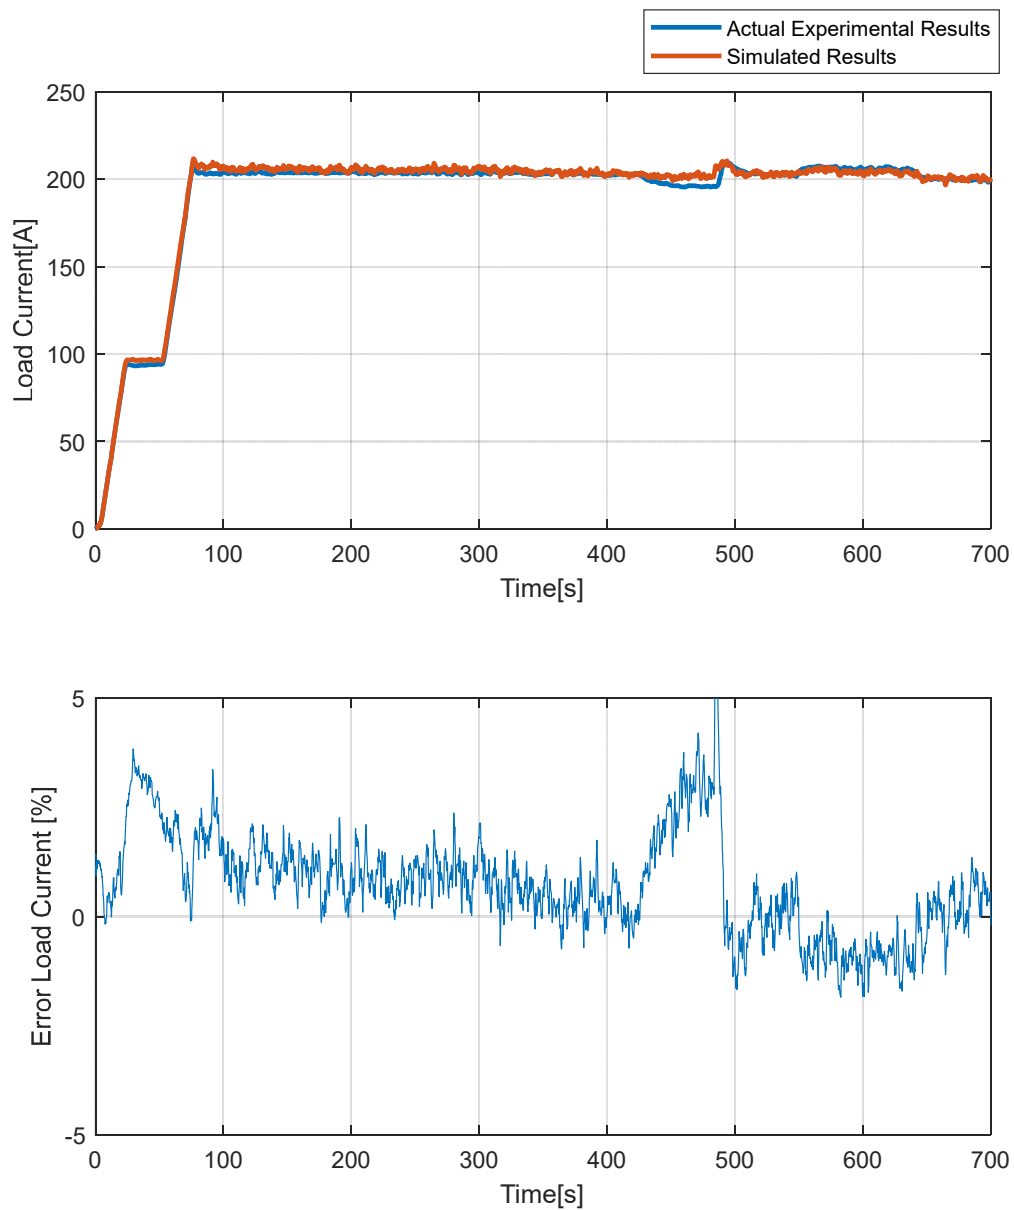 Actual Experimental Results
Simulated Results
250
200
150
100
50
0
Load Current[A]
0 100 200 300 400 500 600 700
Time[s]
5
0
-5
Error Load Current [%]
0 100 200 300 400 500 600 700
Time[s]